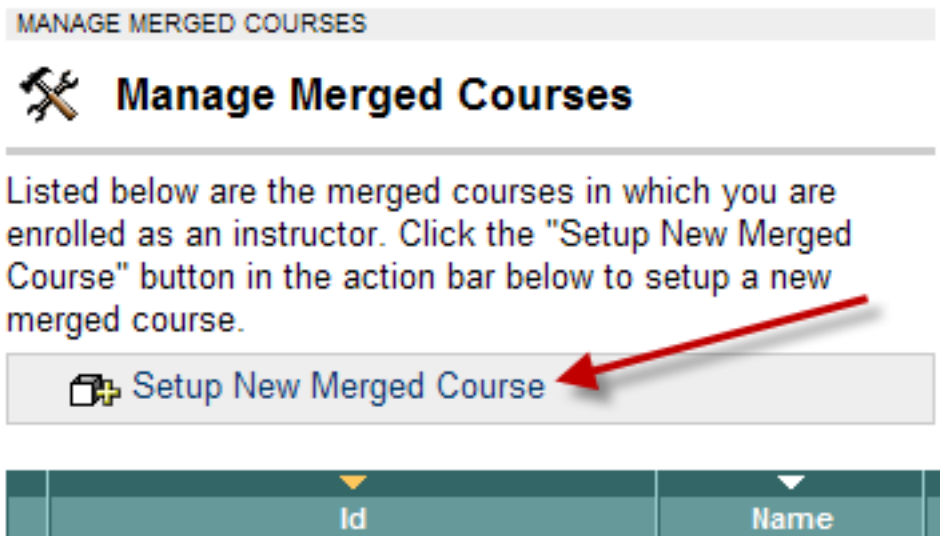 MANAGE MERGED COURSES
Manage Merged Courses
Listed below are the merged courses in which you are
enrolled as an instructor. Click the "Setup New Merged
Course" button in the action bar below to setup a new
merged course.
Setup New Merged Course
Id Name